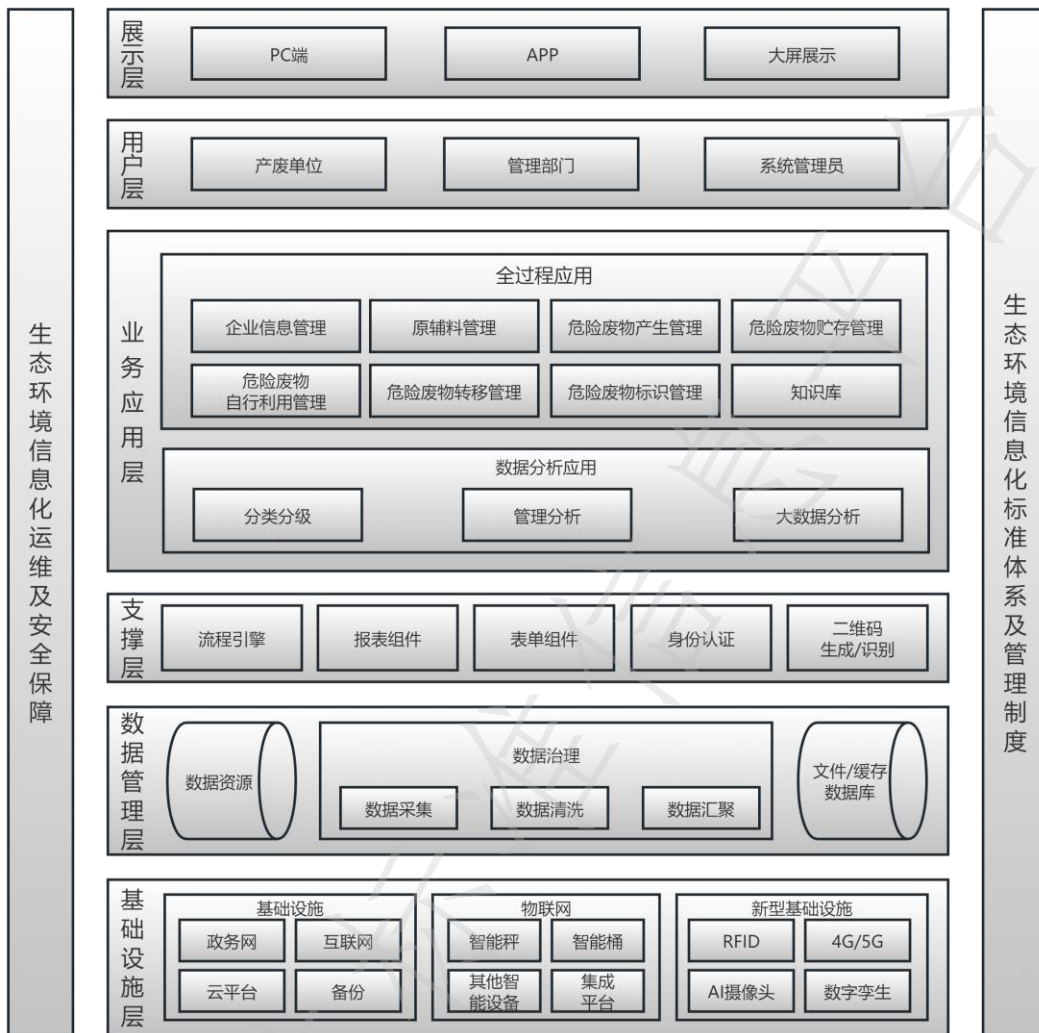 生态环境信息化运维及安全保障
展示层
PC端
APP
大屏展示
用户层
产废单位
管理部门
系统管理员
业务应用层
全过程应用
企业信息管理
原辅料管理
危险废物产生管理
危险废物贮存管理
危险废物
自行利用管理
危险废物转移管理
危险废物标识管理
知识库
数据分析应用
分类分级
管理分析
大数据分析
支撑层
流程引擎
报表组件
表单组件
身份认证
二维码
生成/识别
数据管理层
数据资源
数据治理
数据采集
数据清洗
数据汇聚
文件/缓存
数据库
基础设施层
基础设施
政务网
互联网
云平台
备份
物联网
智能秤
智能桶
其他智
能设备
集成
平台
新型基础设施
RFID
4G/5G
AI摄像头
数字孪生
生态环境信息化标准体系及管理制度